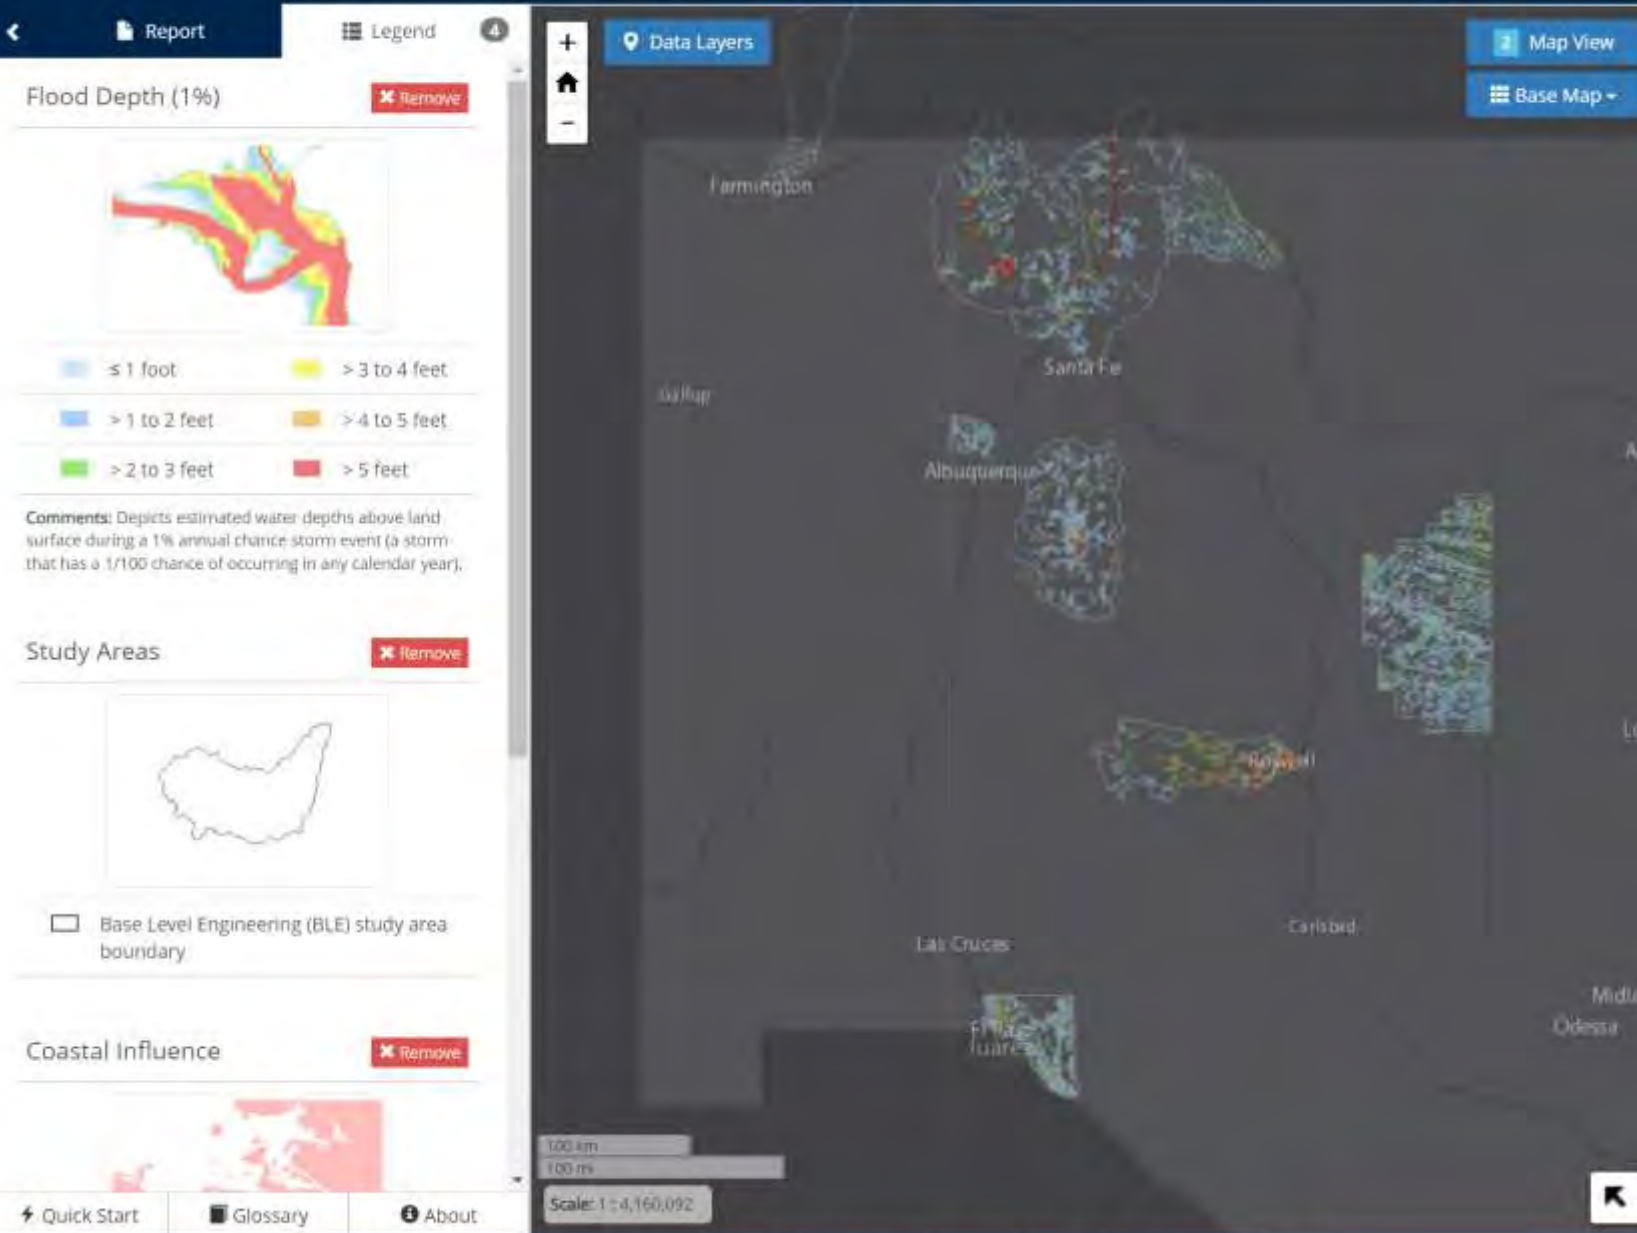 Report
Legend 4
Flood Depth (1%)
Remove
≤ 1 foot
> 3 to 4 feet
> 1 to 2 feet
> 4 to 5 feet
> 2 to 3 feet
> 5 feet
Comments: Depicts estimated water depths above land
surface during a 1% annual chance storm event (a storm
that has a 1/100 chance of occurring in any calendar year).
Study Areas
Remove
Base Level Engineering (BLE) study area
boundary
Coastal Influence
Remove
Quick Start
Glossary
About
+
−
Data Layers
2 Map View
Base Map
Farmington
Santa Fe
Gallup
Albuquerque
Roswell
Carlsbad
Las Cruces
Juarez
Odessa
100 km
100 mi
Scale: 1 : 4,160,092